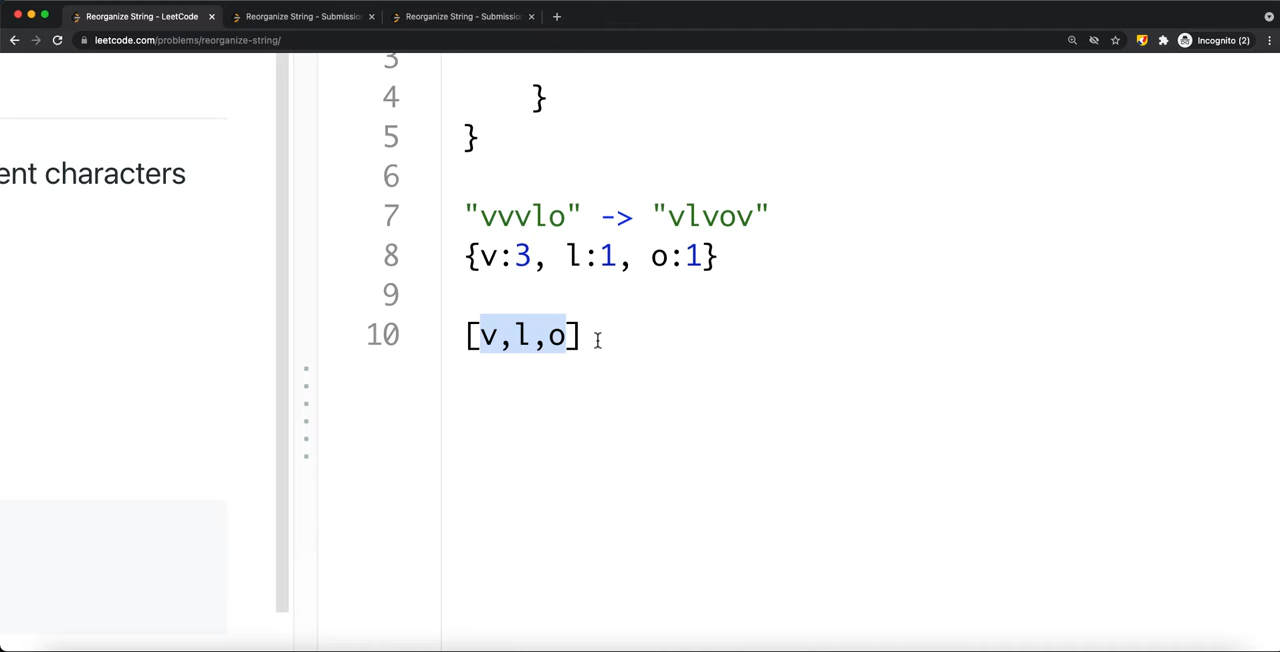 Reorganize String - LeetCode
Reorganize String - Submissio
Reorganize String - Submissio
leetcode.com/problems/reorganize-string/
Incognito (2)
3
4 }
5 }
ent characters
6
7 "vvvlo" -> "vlvov"
8 {v:3, l:1, o:1}
9
10 [v,l,o]